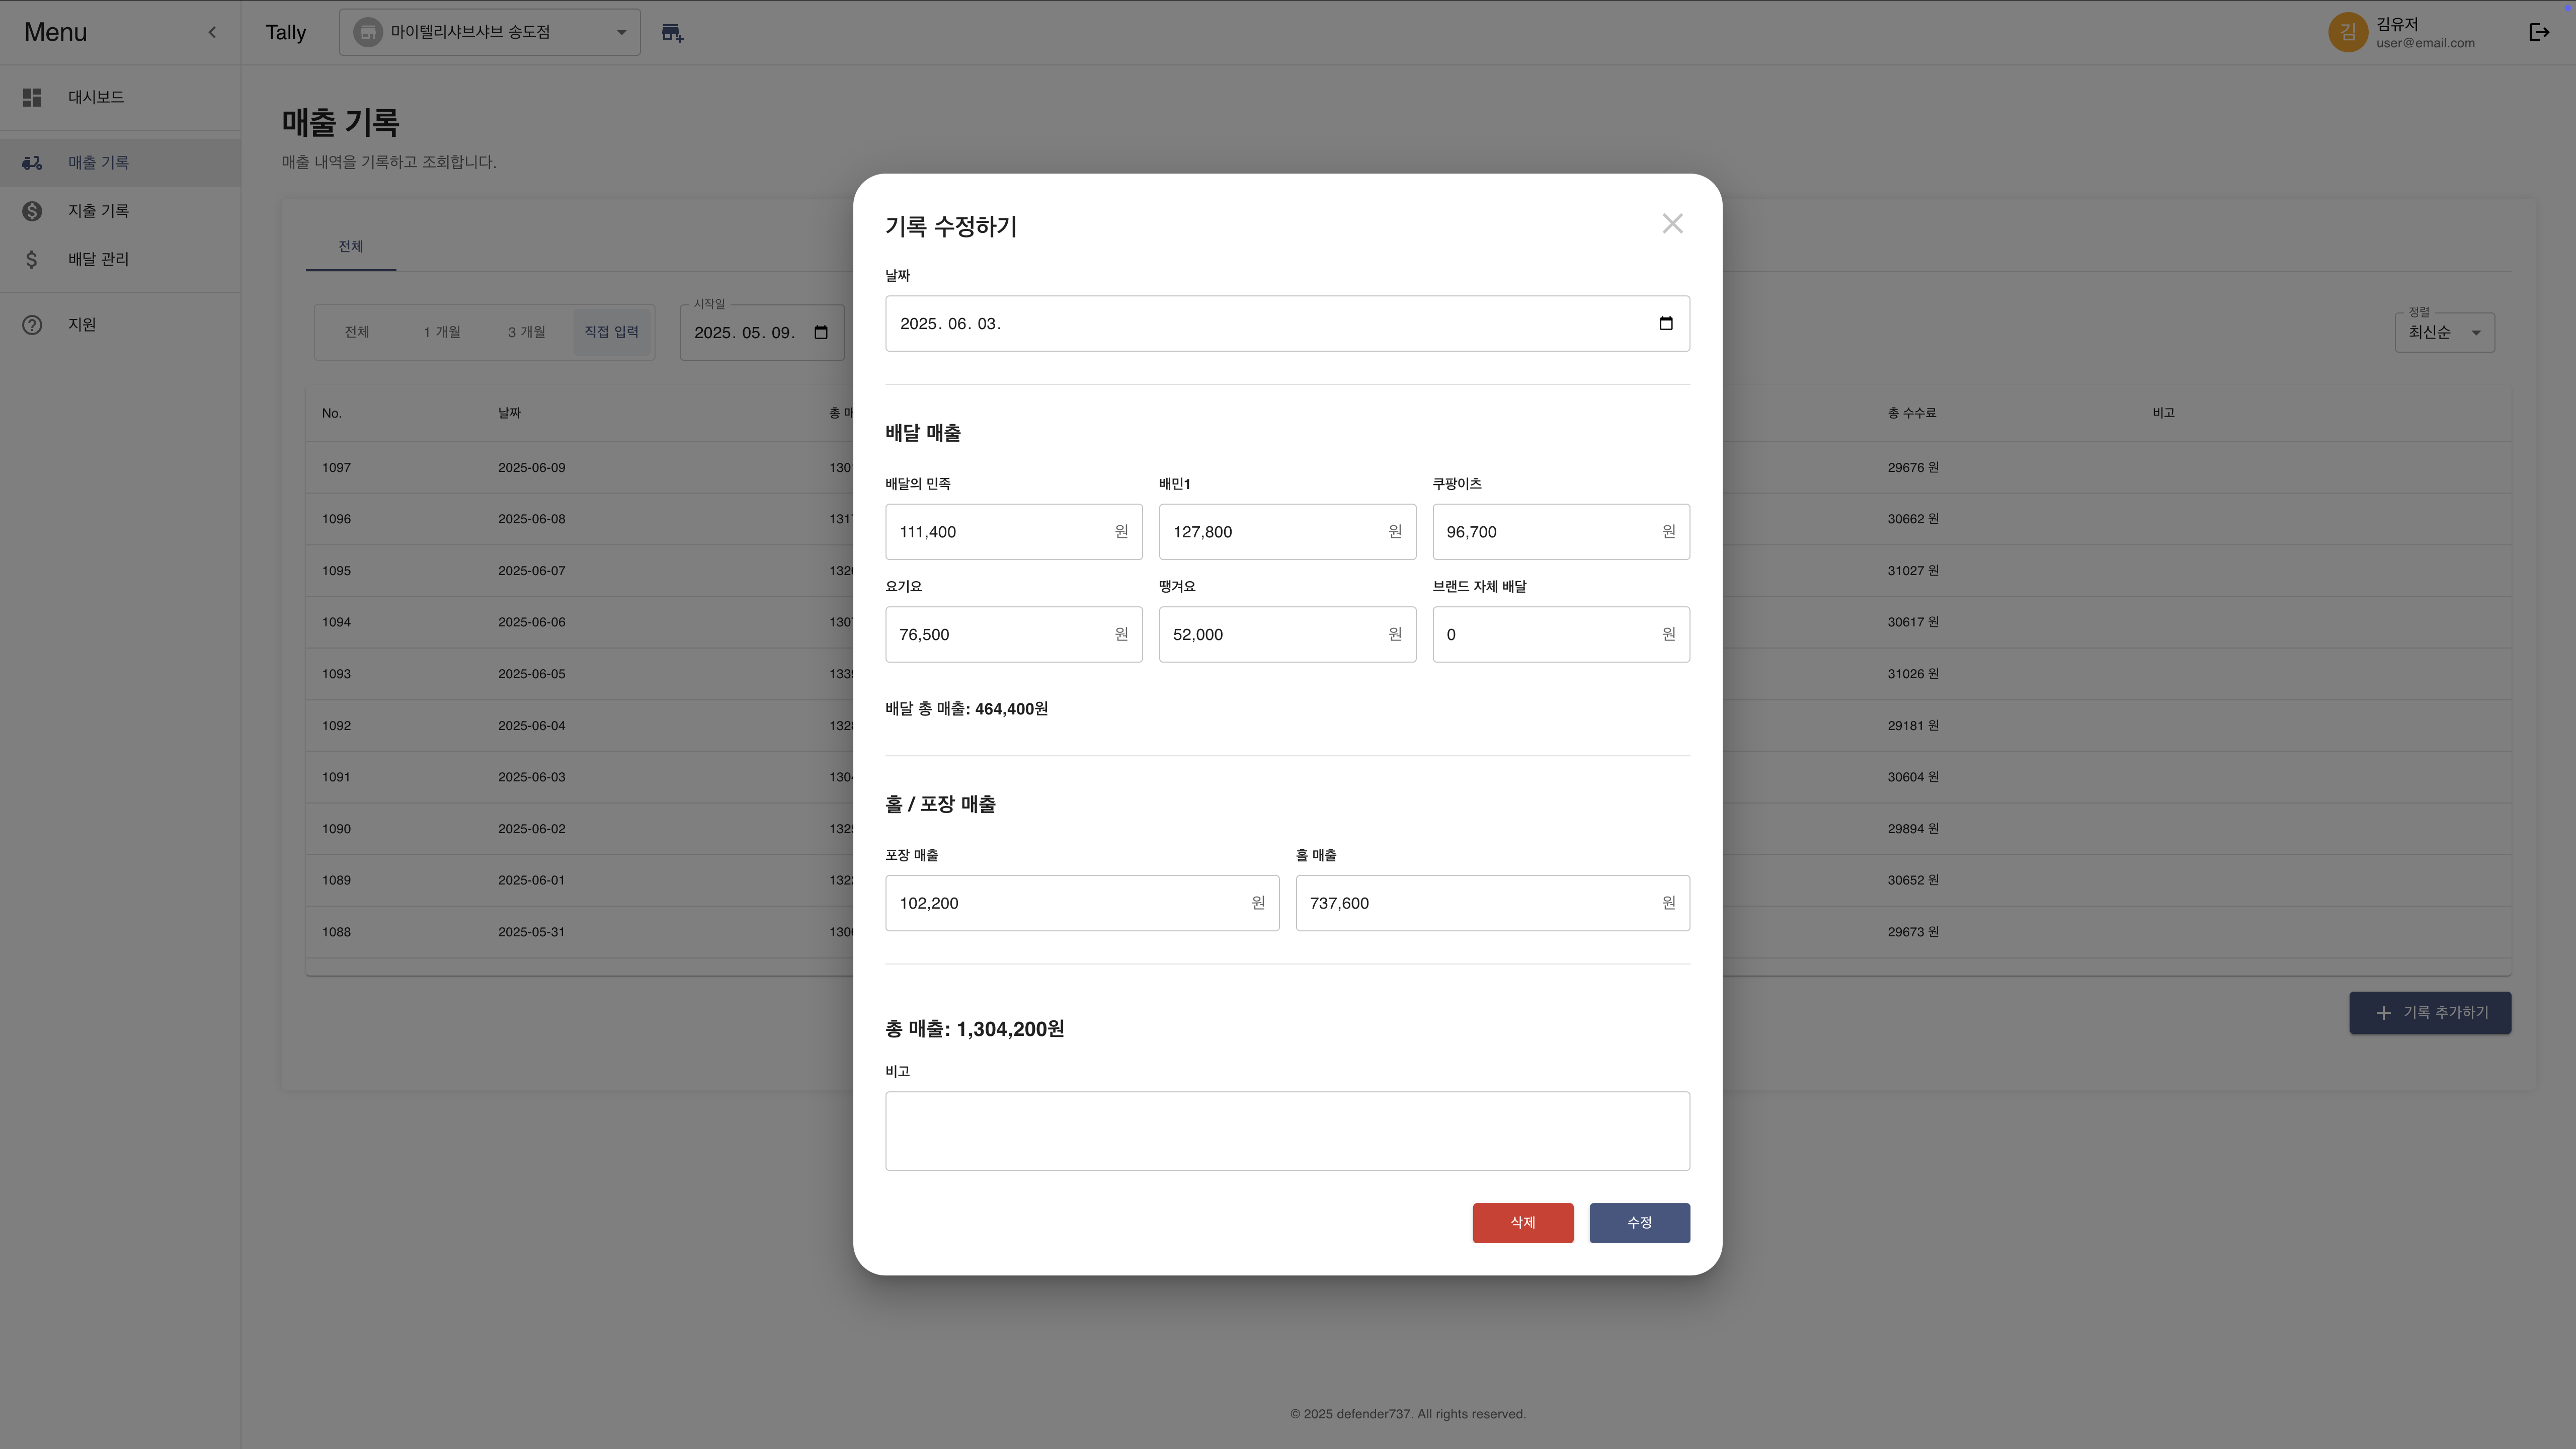 Menu
Tally
마이텔리샤브샤브 송도점
김
김유저
user@email.com
대시보드
매출 기록
지출 기록
배달 관리
지원
매출 기록
매출 내역을 기록하고 조회합니다.
전체
전체 1 개월 3 개월 직접 입력
시작일
2025. 05. 09.
정렬
최신순
No. 날짜 총 수수료 비고
1097 2025-06-09 29676 원
1096 2025-06-08 30662 원
1095 2025-06-07 31027 원
1094 2025-06-06 30617 원
1093 2025-06-05 31026 원
1092 2025-06-04 29181 원
1091 2025-06-03 30604 원
1090 2025-06-02 29894 원
1089 2025-06-01 30652 원
1088 2025-05-31 29673 원
기록 추가하기
기록 수정하기
날짜
2025. 06. 03.
배달 매출
배달의 민족 배민1 쿠팡이츠
111,400 원 127,800 원 96,700 원
요기요 땡겨요 브랜드 자체 배달
76,500 원 52,000 원 0 원
배달 총 매출: 464,400원
홀 / 포장 매출
포장 매출 홀 매출
102,200 원 737,600 원
총 매출: 1,304,200원
비고
삭제 수정
© 2025 defender737. All rights reserved.